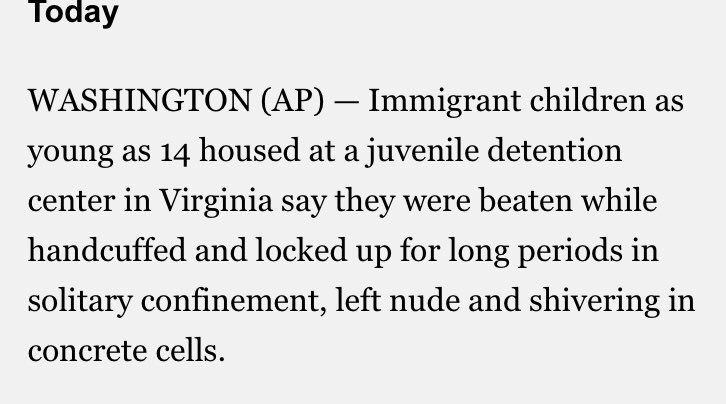 Today
WASHINGTON (AP) — Immigrant children as
young as 14 housed at a juvenile detention
center in Virginia say they were beaten while
handcuffed and locked up for long periods in
solitary confinement, left nude and shivering in
concrete cells.